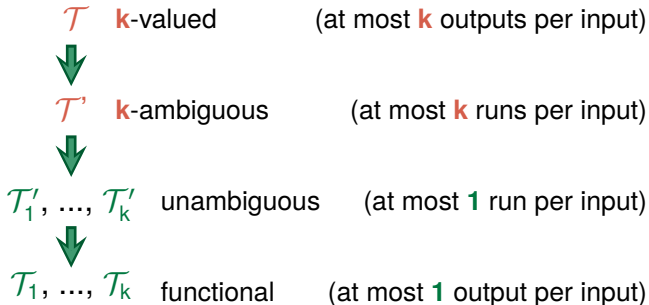 𝒯 k-valued (at most k outputs per input)
𝒯' k-ambiguous (at most k runs per input)
𝒯′₁, ..., 𝒯′ₖ unambiguous (at most 1 run per input)
𝒯₁, ..., 𝒯ₖ functional (at most 1 output per input)